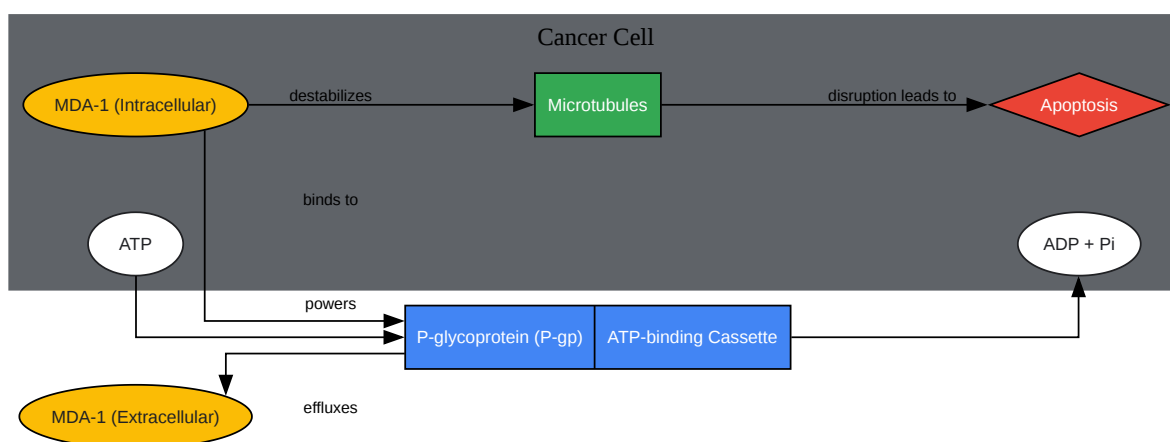 Cancer Cell
MDA-1 (Intracellular)
destabilizes
Microtubules
disruption leads to
Apoptosis
binds to
ATP
ADP + Pi
powers
P-glycoprotein (P-gp)
ATP-binding Cassette
MDA-1 (Extracellular)
effluxes